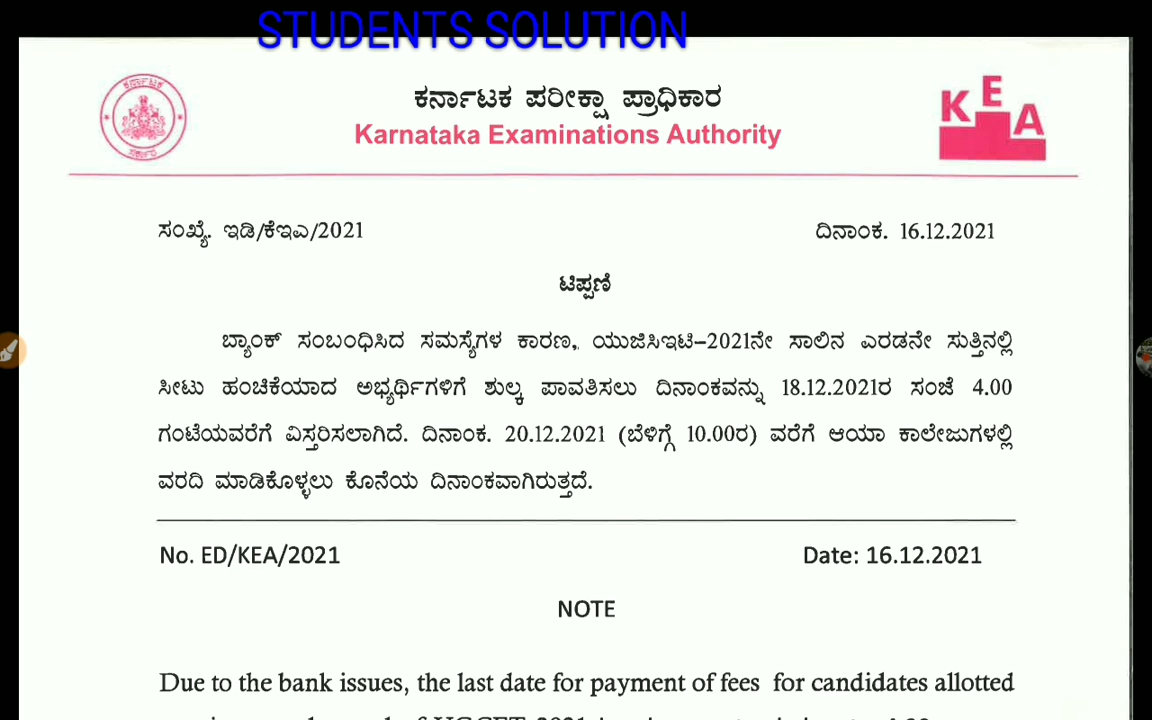 STUDENTS SOLUTION
ಕರ್ನಾಟಕ ಪರೀಕ್ಷಾ ಪ್ರಾಧಿಕಾರ
Karnataka Examinations Authority
ಕರ್ನಾಟಕ
ಸರ್ಕಾರ
KEA
ಸಂಖ್ಯೆ. ಇಡಿ/ಕೆಇಎ/2021 ದಿನಾಂಕ. 16.12.2021
ಟಿಪ್ಪಣಿ
ಬ್ಯಾಂಕ್ ಸಂಬಂಧಿಸಿದ ಸಮಸ್ಯೆಗಳ ಕಾರಣ, ಯುಜಿಸಿಇಟಿ–2021ನೇ ಸಾಲಿನ ಎರಡನೇ ಸುತ್ತಿನಲ್ಲಿ
ಸೀಟು ಹಂಚಿಕೆಯಾದ ಅಭ್ಯರ್ಥಿಗಳಿಗೆ ಶುಲ್ಕ ಪಾವತಿಸಲು ದಿನಾಂಕವನ್ನು 18.12.2021ರ ಸಂಜೆ 4.00
ಗಂಟೆಯವರೆಗೆ ವಿಸ್ತರಿಸಲಾಗಿದೆ. ದಿನಾಂಕ. 20.12.2021 (ಬೆಳಿಗ್ಗೆ 10.00ರ) ವರೆಗೆ ಆಯಾ ಕಾಲೇಜುಗಳಲ್ಲಿ
ವರದಿ ಮಾಡಿಕೊಳ್ಳಲು ಕೊನೆಯ ದಿನಾಂಕವಾಗಿರುತ್ತದೆ.
No. ED/KEA/2021 Date: 16.12.2021
NOTE
Due to the bank issues, the last date for payment of fees for candidates allotted